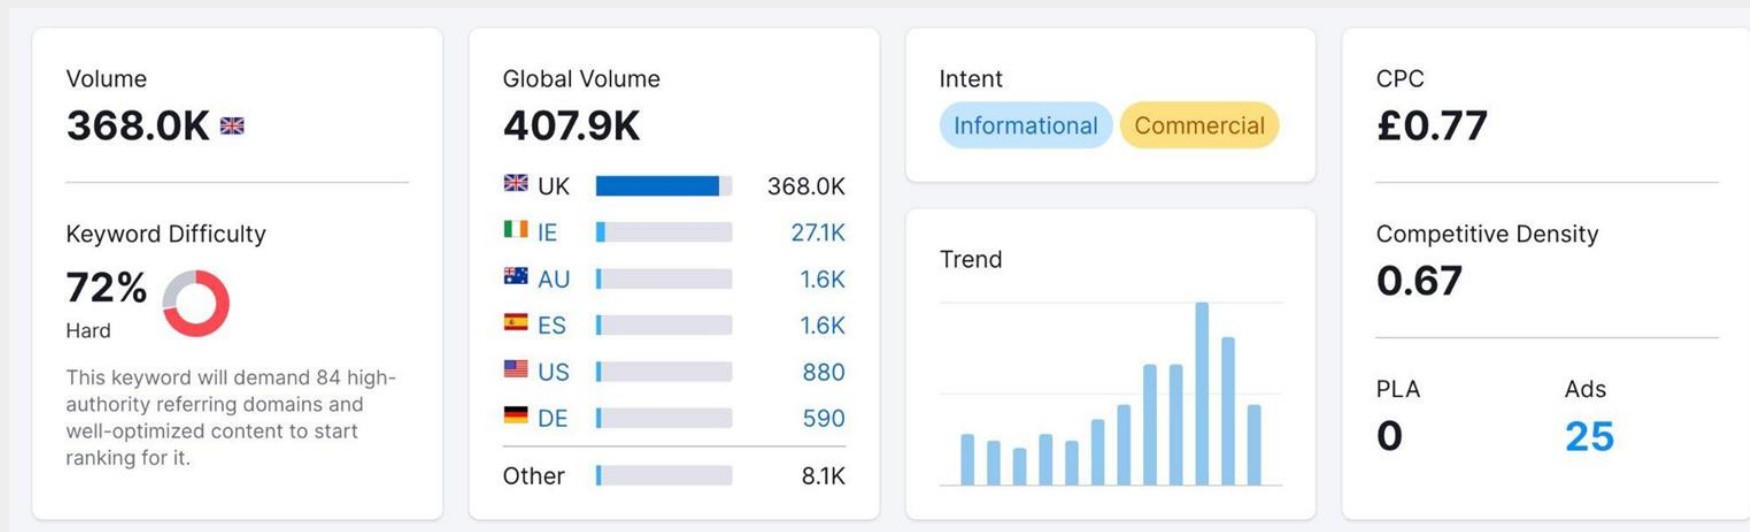 Volume
368.0K
Keyword Difficulty
72%
Hard
This keyword will demand 84 high-
authority referring domains and
well-optimized content to start
ranking for it.
Global Volume
407.9K
UK 368.0K
IE 27.1K
AU 1.6K
ES 1.6K
US 880
DE 590
Other 8.1K
Intent
Informational Commercial
Trend
CPC
£0.77
Competitive Density
0.67
PLA Ads
0 25